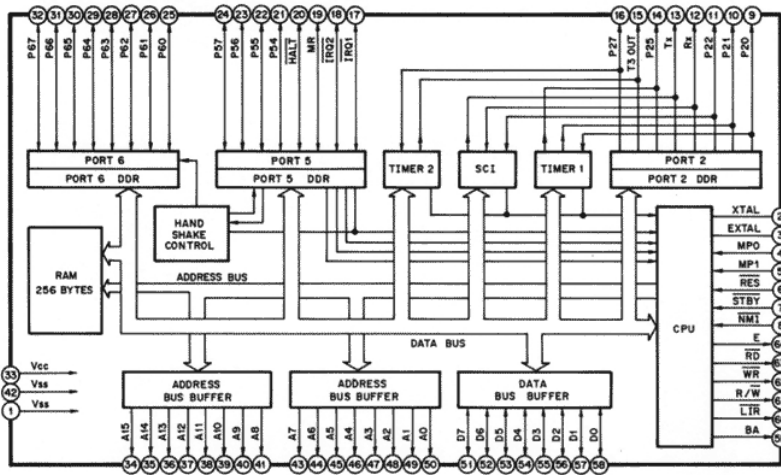 32 31 30 29 28 27 26 25 24 23 22 21 20 19 18 17 16 15 14 13 12 11 10 9
P67 P66 P65 P64 P63 P62 P61 P60 P57 P56 P55 P54 HALT MR IRQ2 IRQ1 P27 T3 OUT P25 Tx Rx P22 P21 P20
PORT 6 PORT 5 TIMER 2 SCI TIMER 1 PORT 2
PORT 6 DDR PORT 5 DDR PORT 2 DDR
HAND
SHAKE
CONTROL
RAM
256 BYTES
ADDRESS BUS
DATA BUS
CPU
XTAL 2
EXTAL 3
MP0 4
MP1
RES
STBY
NMI
E
RD
WR
R/W
LIR
BA
33 Vcc
42 Vss
1 Vss
ADDRESS
BUS BUFFER
ADDRESS
BUS BUFFER
DATA
BUS BUFFER
A15 A14 A13 A12 A11 A10 A9 A8 A7 A6 A5 A4 A3 A2 A1 A0 D7 D6 D5 D4 D3 D2 D1 D0
34 35 36 37 38 39 40 41 43 44 45 46 47 48 49 50 51 52 53 54 55 56 57 58